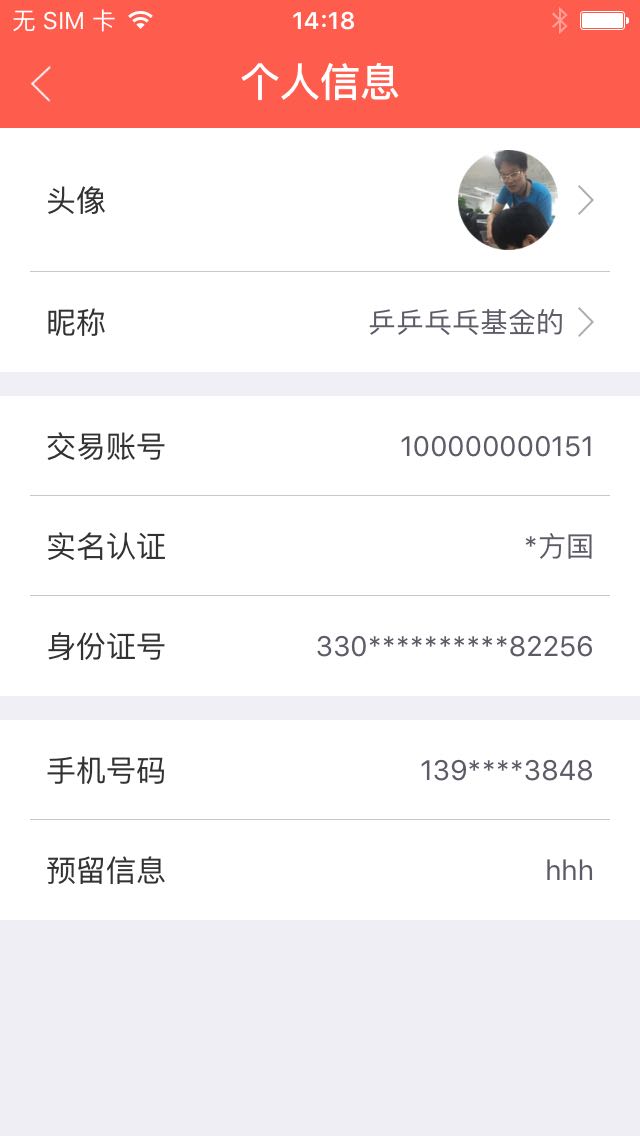 无 SIM 卡 14:18
个人信息
头像
昵称 乒乒乓乓基金的
交易账号 100000000151
实名认证 *方国
身份证号 330**********82256
手机号码 139****3848
预留信息 hhh